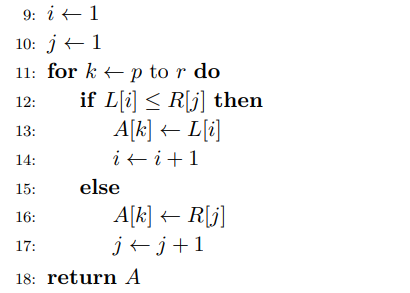 9: i ← 1
10: j ← 1
11: for k ← p to r do
12: if L[i] ≤ R[j] then
13: A[k] ← L[i]
14: i ← i + 1
15: else
16: A[k] ← R[j]
17: j ← j + 1
18: return A